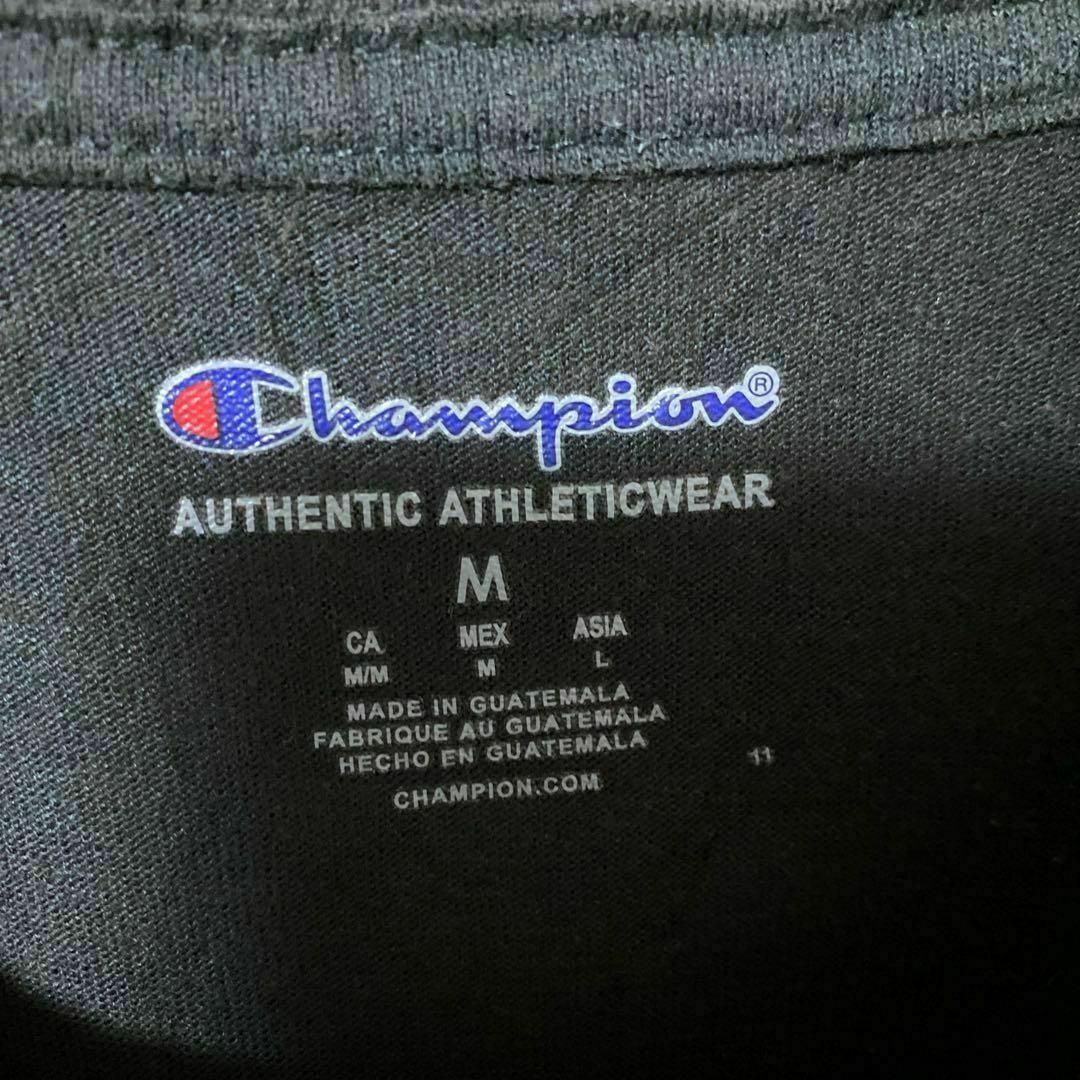 Champion®
AUTHENTIC ATHLETICWEAR
M
CA MEX ASIA
M/M M L
MADE IN GUATEMALA
FABRIQUE AU GUATEMALA
HECHO EN GUATEMALA
11
CHAMPION.COM